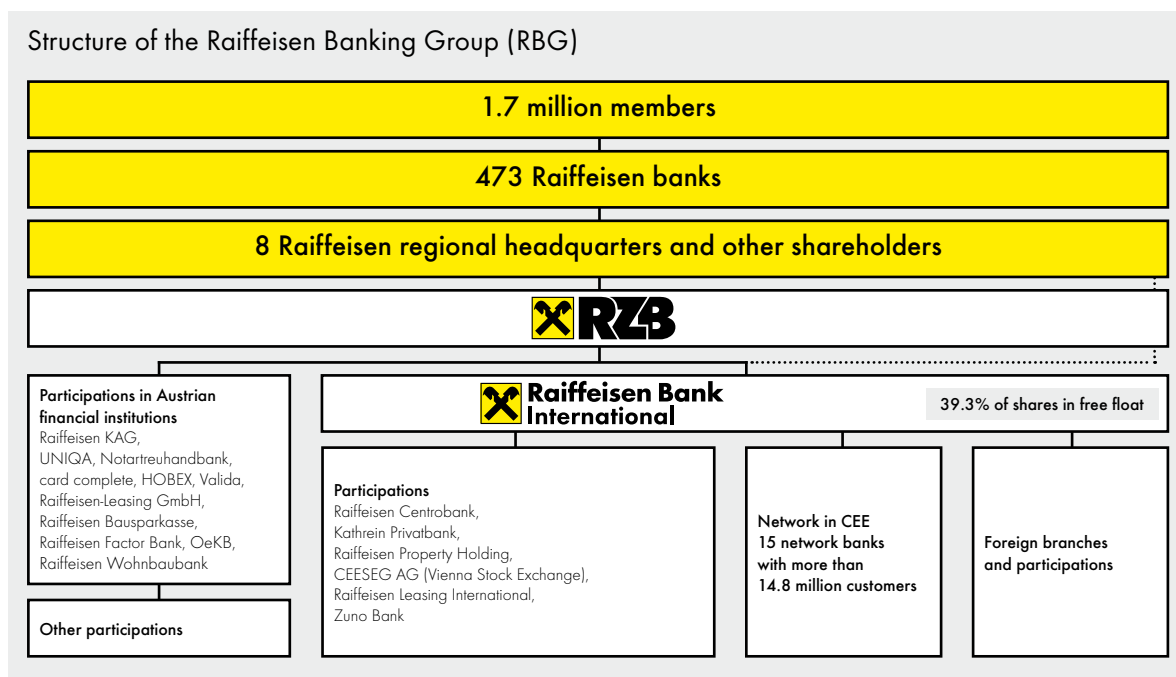 Structure of the Raiffeisen Banking Group (RBG)
1.7 million members
473 Raiffeisen banks
8 Raiffeisen regional headquarters and other shareholders
RZB
Participations in Austrian
financial institutions
Raiffeisen KAG,
UNIQA, Notartreuhandbank,
card complete, HOBEX, Valida,
Raiffeisen-Leasing GmbH,
Raiffeisen Bausparkasse,
Raiffeisen Factor Bank, OeKB,
Raiffeisen Wohnbaubank
Other participations
Raiffeisen Bank
International
39.3% of shares in free float
Participations
Raiffeisen Centrobank,
Kathrein Privatbank,
Raiffeisen Property Holding,
CEESEG AG (Vienna Stock Exchange),
Raiffeisen Leasing International,
Zuno Bank
Network in CEE
15 network banks
with more than
14.8 million customers
Foreign branches
and participations